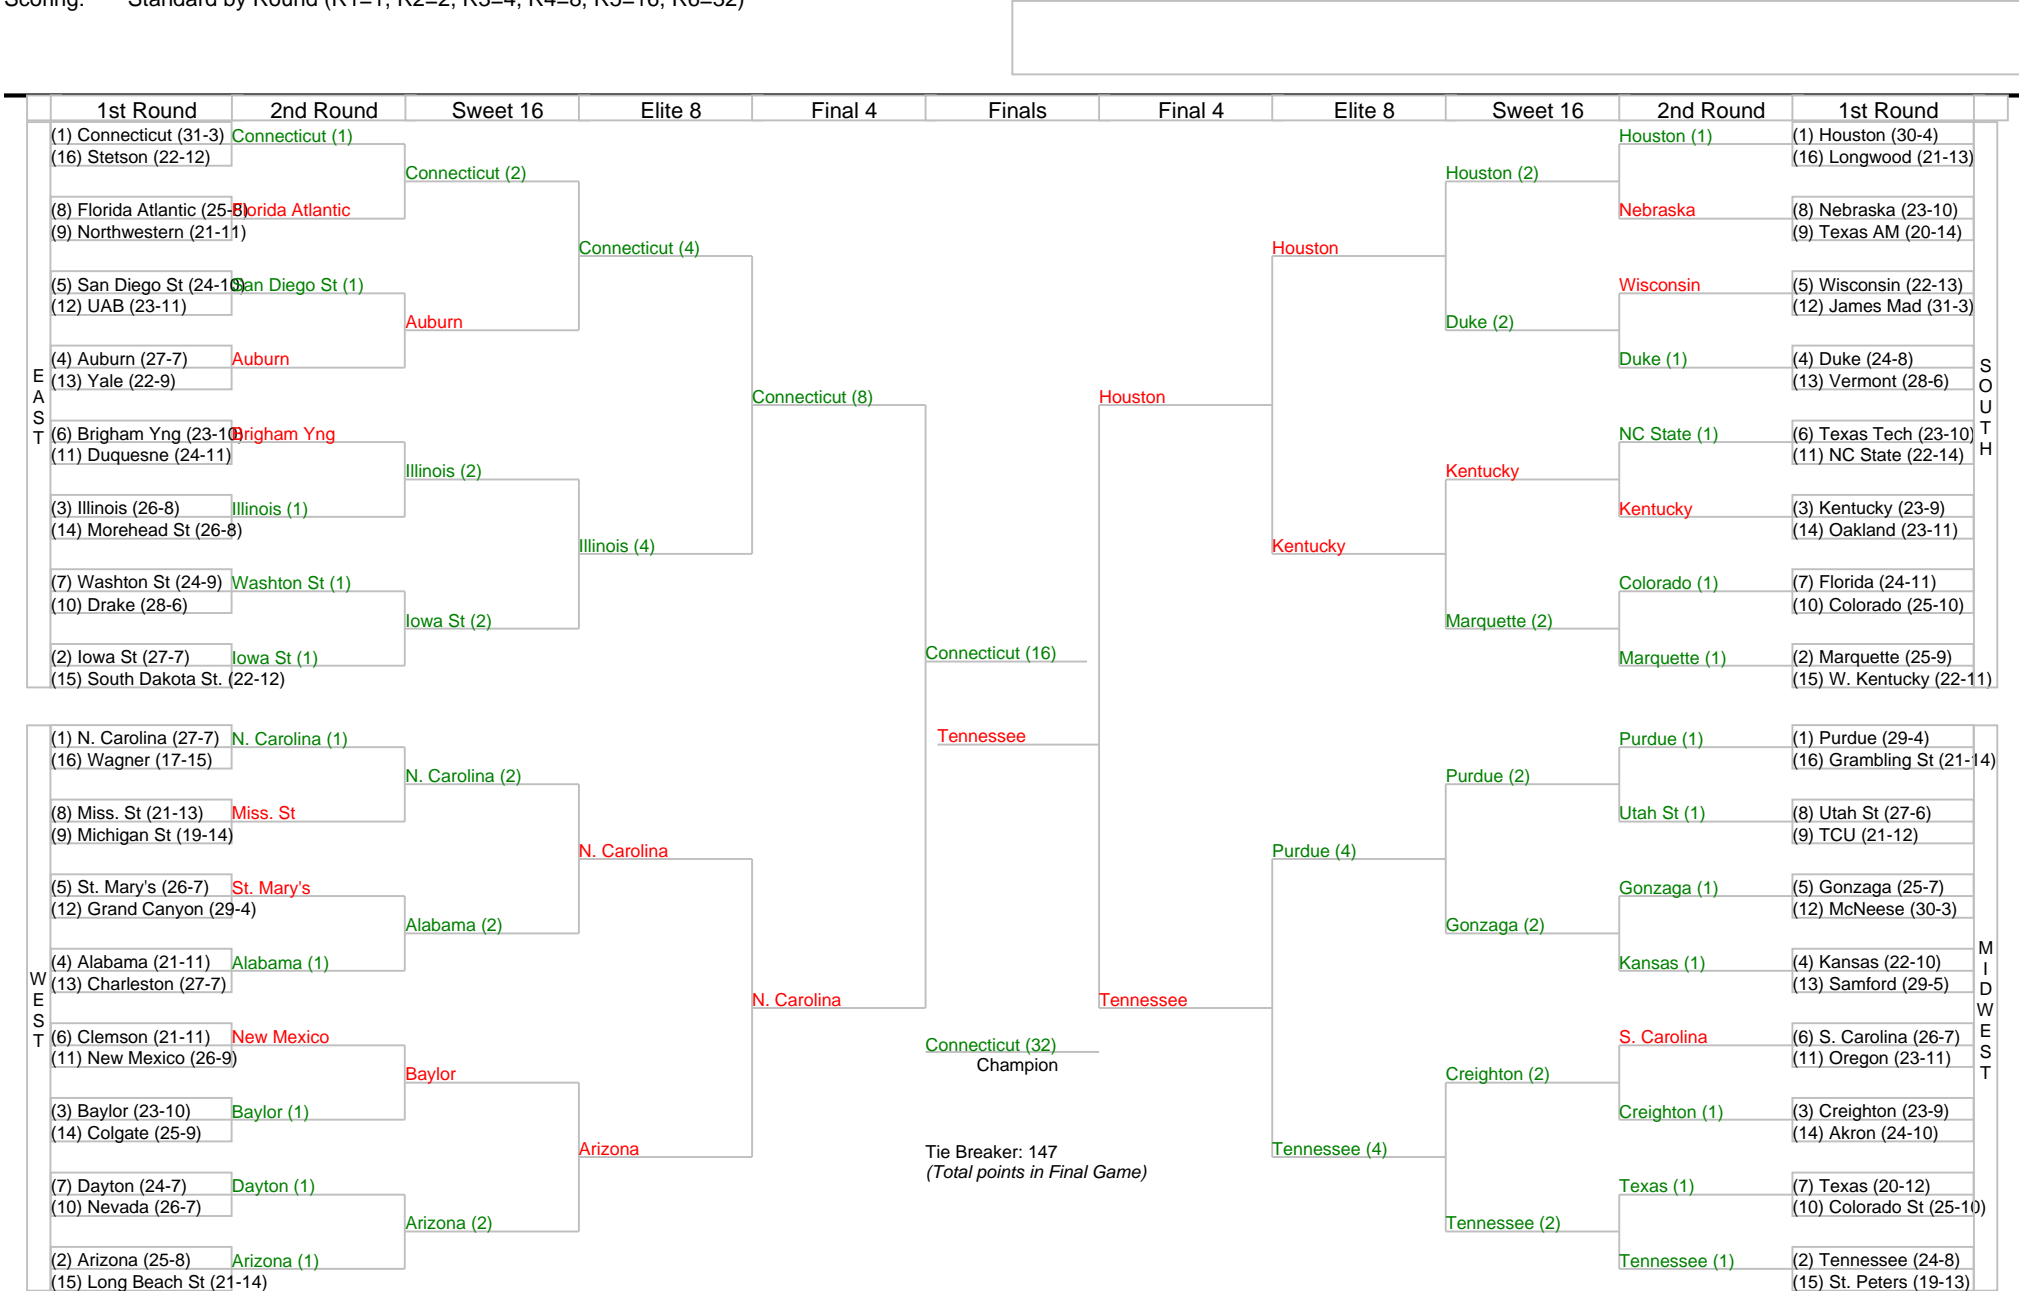 Scoring: Standard by Round (R1=1, R2=2, R3=4, R4=8, R5=16, R6=32)
1st Round 2nd Round Sweet 16 Elite 8 Final 4 Finals Final 4 Elite 8 Sweet 16 2nd Round 1st Round
(1) Connecticut (31-3) Connecticut (1) Houston (1) (1) Houston (30-4)
(16) Stetson (22-12) (16) Longwood (21-13)
Connecticut (2) Houston (2)
(8) Florida Atlantic (25-8) Florida Atlantic Nebraska (8) Nebraska (23-10)
(9) Northwestern (21-11) (9) Texas AM (20-14)
Connecticut (4) Houston
(5) San Diego St (24-10) San Diego St (1) Wisconsin (5) Wisconsin (22-13)
(12) UAB (23-11) (12) James Mad (31-3)
Auburn Duke (2)
(4) Auburn (27-7) Auburn Duke (1) (4) Duke (24-8)
(13) Yale (22-9) (13) Vermont (28-6)
EAST SOUTH
Connecticut (8) Houston
(6) Brigham Yng (23-10) Brigham Yng NC State (1) (6) Texas Tech (23-10)
(11) Duquesne (24-11) (11) NC State (22-14)
Illinois (2) Kentucky
(3) Illinois (26-8) Illinois (1) Kentucky (3) Kentucky (23-9)
(14) Morehead St (26-8) (14) Oakland (23-11)
Illinois (4) Kentucky
(7) Washton St (24-9) Washton St (1) Colorado (1) (7) Florida (24-11)
(10) Drake (28-6) (10) Colorado (25-10)
Iowa St (2) Marquette (2)
(2) Iowa St (27-7) Iowa St (1) Connecticut (16) Marquette (1) (2) Marquette (25-9)
(15) South Dakota St. (22-12) (15) W. Kentucky (22-11)
(1) N. Carolina (27-7) N. Carolina (1) Tennessee Purdue (1) (1) Purdue (29-4)
(16) Wagner (17-15) (16) Grambling St (21-14)
N. Carolina (2) Purdue (2)
(8) Miss. St (21-13) Miss. St Utah St (1) (8) Utah St (27-6)
(9) Michigan St (19-14) (9) TCU (21-12)
N. Carolina Purdue (4)
(5) St. Mary's (26-7) St. Mary's Gonzaga (1) (5) Gonzaga (25-7)
(12) Grand Canyon (29-4) (12) McNeese (30-3)
Alabama (2) Gonzaga (2)
(4) Alabama (21-11) Alabama (1) Kansas (1) (4) Kansas (22-10)
(13) Charleston (27-7) (13) Samford (29-5)
WEST MIDWEST
N. Carolina Tennessee
(6) Clemson (21-11) New Mexico Connecticut (32) S. Carolina (6) S. Carolina (26-7)
(11) New Mexico (26-9) Champion (11) Oregon (23-11)
Baylor Creighton (2)
(3) Baylor (23-10) Baylor (1) Creighton (1) (3) Creighton (23-9)
(14) Colgate (25-9) (14) Akron (24-10)
Arizona Tie Breaker: 147 Tennessee (4)
(Total points in Final Game)
(7) Dayton (24-7) Dayton (1) Texas (1) (7) Texas (20-12)
(10) Nevada (26-7) (10) Colorado St (25-10)
Arizona (2) Tennessee (2)
(2) Arizona (25-8) Arizona (1) Tennessee (1) (2) Tennessee (24-8)
(15) Long Beach St (21-14) (15) St. Peters (19-13)